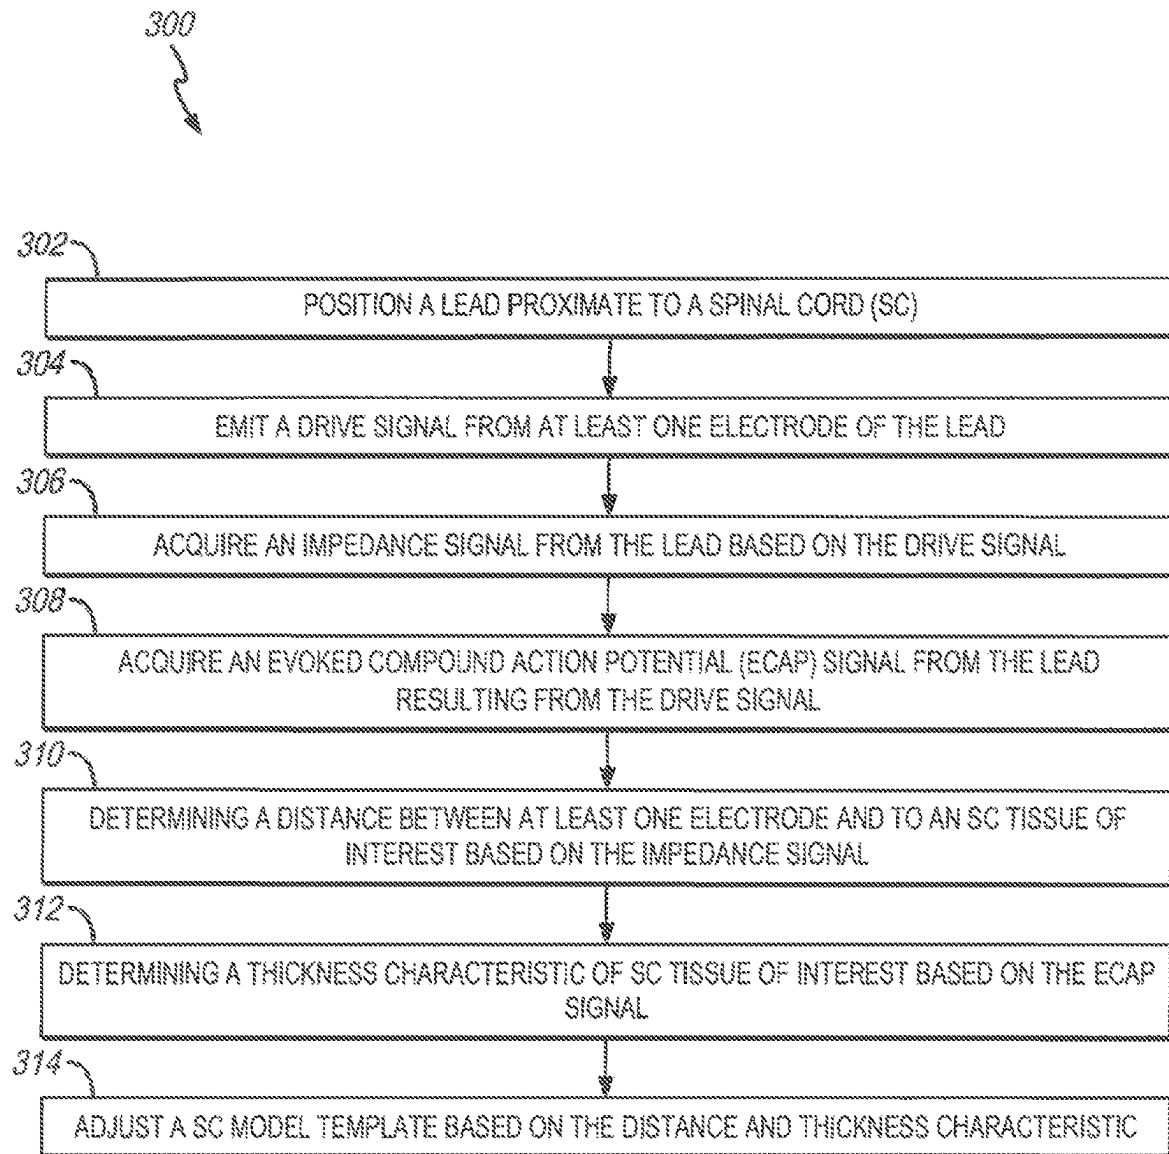 300
302
POSITION A LEAD PROXIMATE TO A SPINAL CORD (SC)
304
EMIT A DRIVE SIGNAL FROM AT LEAST ONE ELECTRODE OF THE LEAD
306
ACQUIRE AN IMPEDANCE SIGNAL FROM THE LEAD BASED ON THE DRIVE SIGNAL
308
ACQUIRE AN EVOKED COMPOUND ACTION POTENTIAL (ECAP) SIGNAL FROM THE LEAD
RESULTING FROM THE DRIVE SIGNAL
310
DETERMINING A DISTANCE BETWEEN AT LEAST ONE ELECTRODE AND TO AN SC TISSUE OF
INTEREST BASED ON THE IMPEDANCE SIGNAL
312
DETERMINING A THICKNESS CHARACTERISTIC OF SC TISSUE OF INTEREST BASED ON THE ECAP
SIGNAL
314
ADJUST A SC MODEL TEMPLATE BASED ON THE DISTANCE AND THICKNESS CHARACTERISTIC